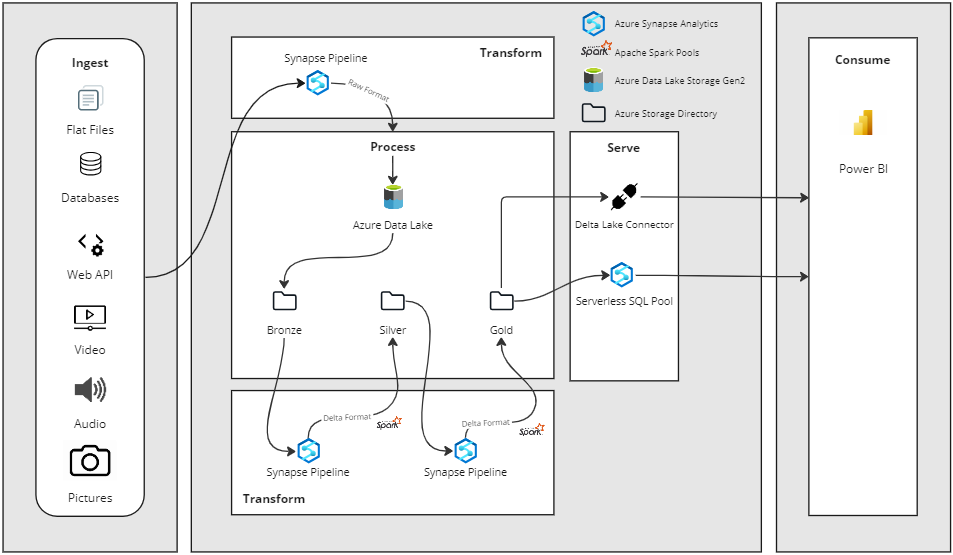 Ingest
Flat Files
Databases
Web API
Video
Audio
Pictures
Synapse Pipeline
Transform
Raw Format
Azure Synapse Analytics
Spark
Apache Spark Pools
Azure Data Lake Storage Gen2
Azure Storage Directory
Process
Azure Data Lake
Bronze
Silver
Gold
Serve
Delta Lake Connector
Serverless SQL Pool
Delta Format
Spark
Delta Format
Spark
Synapse Pipeline
Synapse Pipeline
Transform
Consume
Power BI